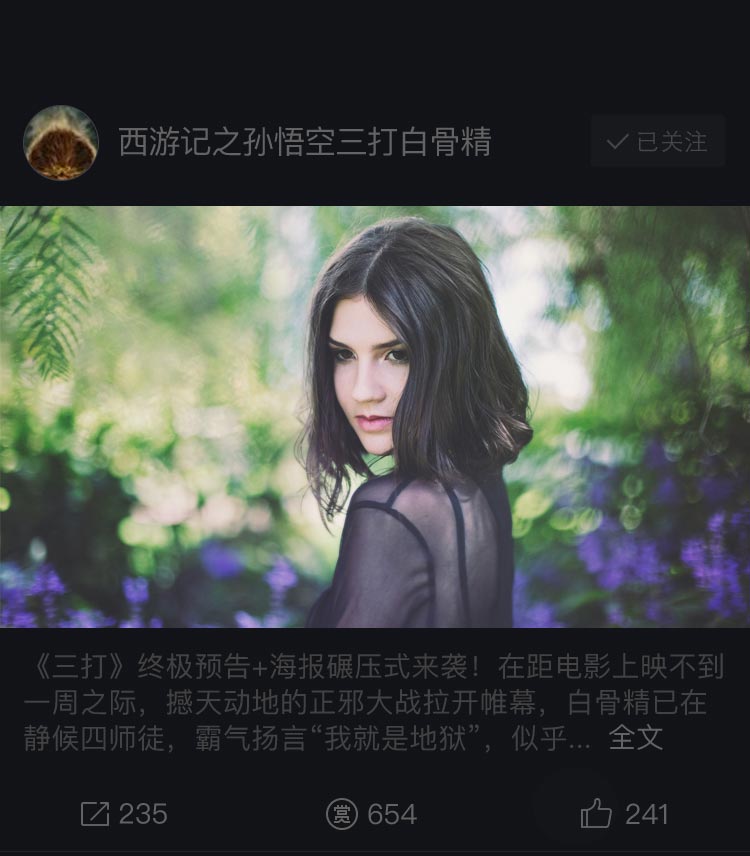 西游记之孙悟空三打白骨精
已关注
《三打》终极预告+海报碾压式来袭！在距电影上映不到
一周之际，撼天动地的正邪大战拉开帷幕，白骨精已在
静候四师徒，霸气扬言“我就是地狱”，似乎... 全文
235 赏 654 241